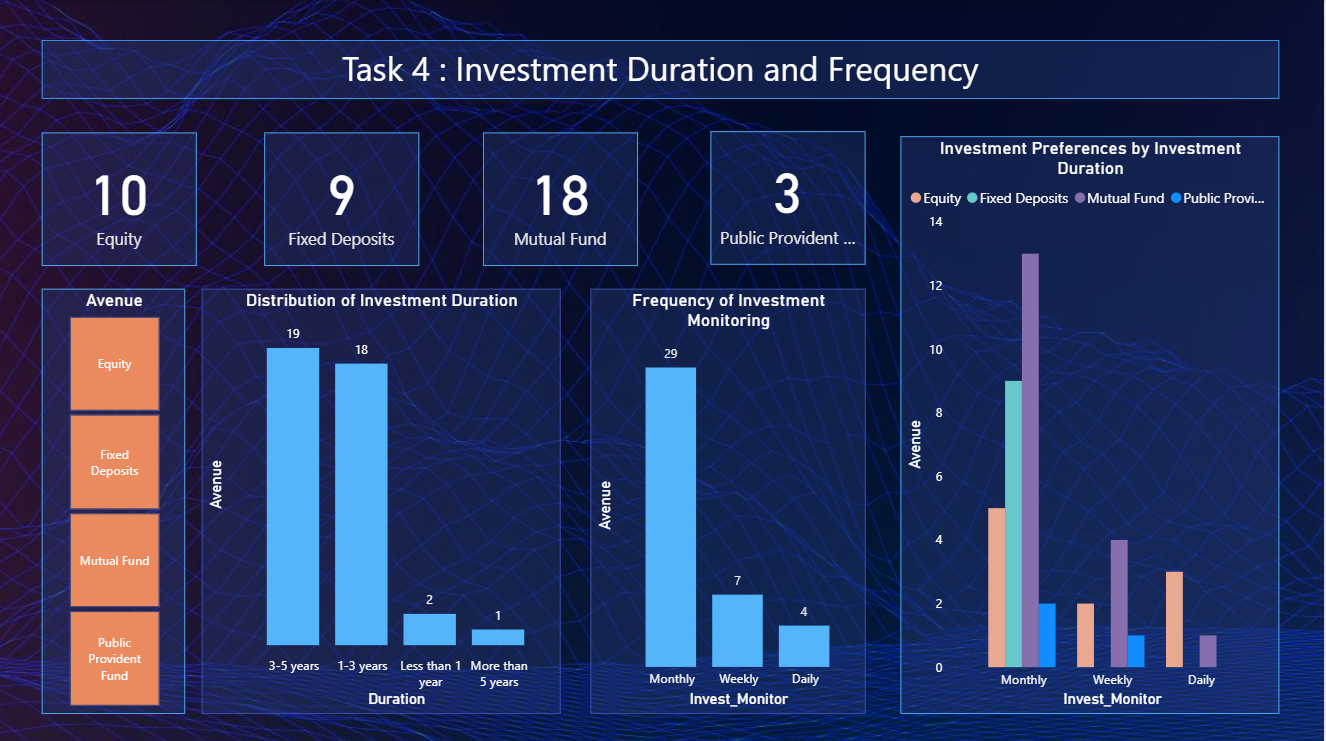 Task 4 : Investment Duration and Frequency
10
Equity
9
Fixed Deposits
18
Mutual Fund
3
Public Provident ...
Avenue
Equity
Fixed
Deposits
Mutual Fund
Public
Provident
Fund
Distribution of Investment Duration
Avenue
19
18
2
1
3-5 years
1-3 years
Less than 1
year
More than
5 years
Duration
Frequency of Investment
Monitoring
Avenue
29
7
4
Monthly
Weekly
Daily
Invest_Monitor
Investment Preferences by Investment
Duration
Equity
Fixed Deposits
Mutual Fund
Public Provi...
Avenue
14
12
10
8
6
4
2
0
Monthly
Weekly
Daily
Invest_Monitor